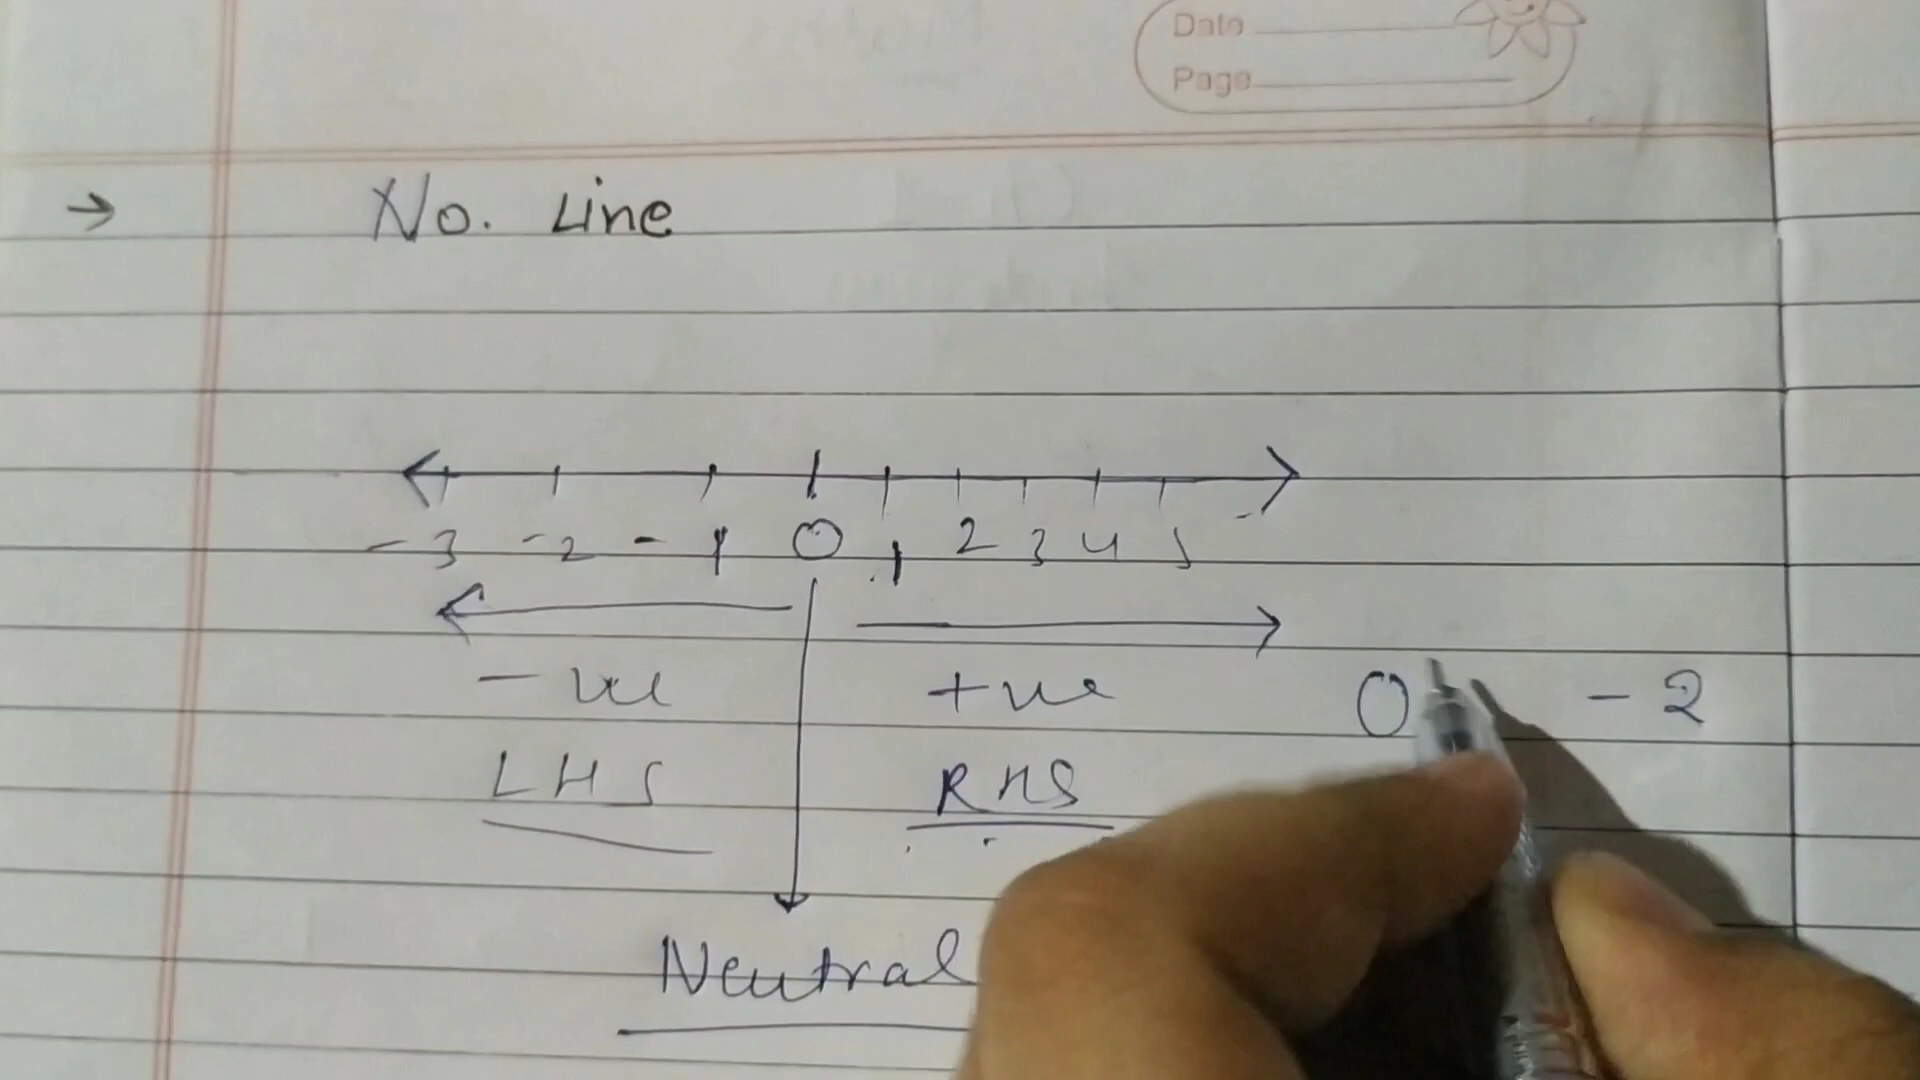 Date
Page
→ No. Line
-3 -2 -1 0 1 2 3 4 5
-ve +ve 0 -2
LHS RHS
Neutral